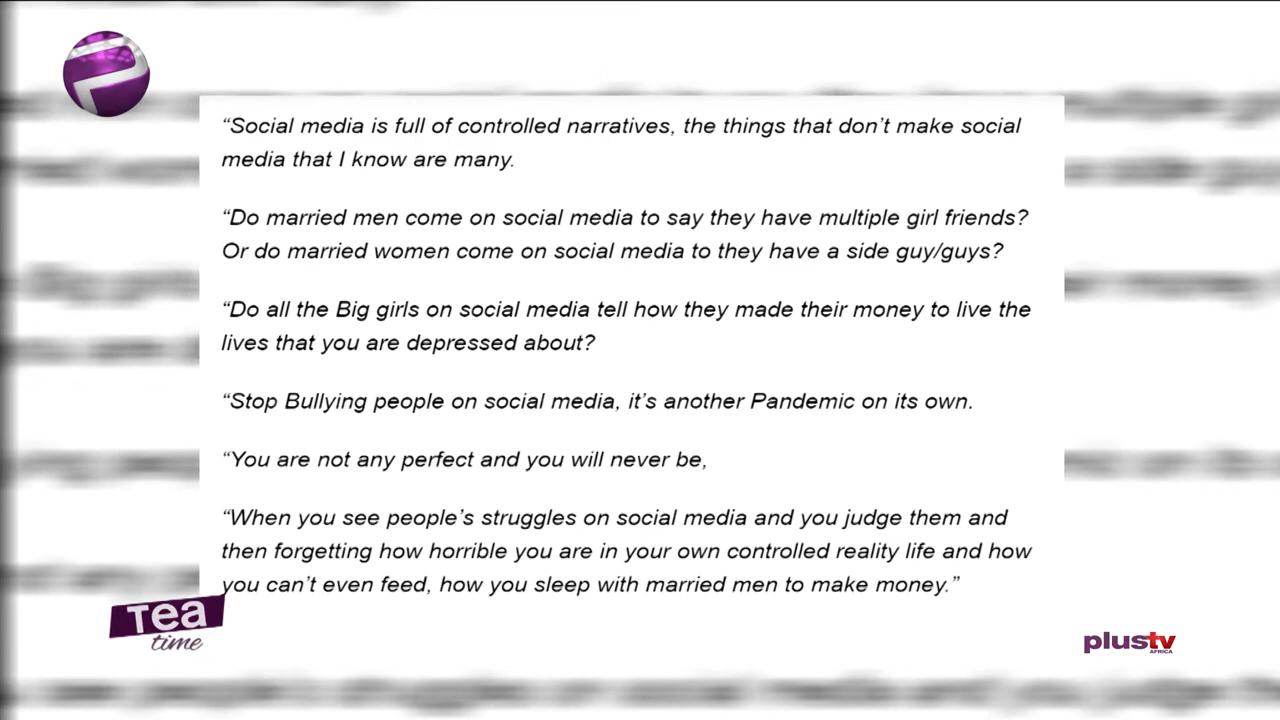 “Social media is full of controlled narratives, the things that don’t make social
media that I know are many.
“Do married men come on social media to say they have multiple girl friends?
Or do married women come on social media to they have a side guy/guys?
“Do all the Big girls on social media tell how they made their money to live the
lives that you are depressed about?
“Stop Bullying people on social media, it’s another Pandemic on its own.
“You are not any perfect and you will never be,
“When you see people’s struggles on social media and you judge them and
then forgetting how horrible you are in your own controlled reality life and how
you can’t even feed, how you sleep with married men to make money.”
Tea
time
plustv
AFRICA